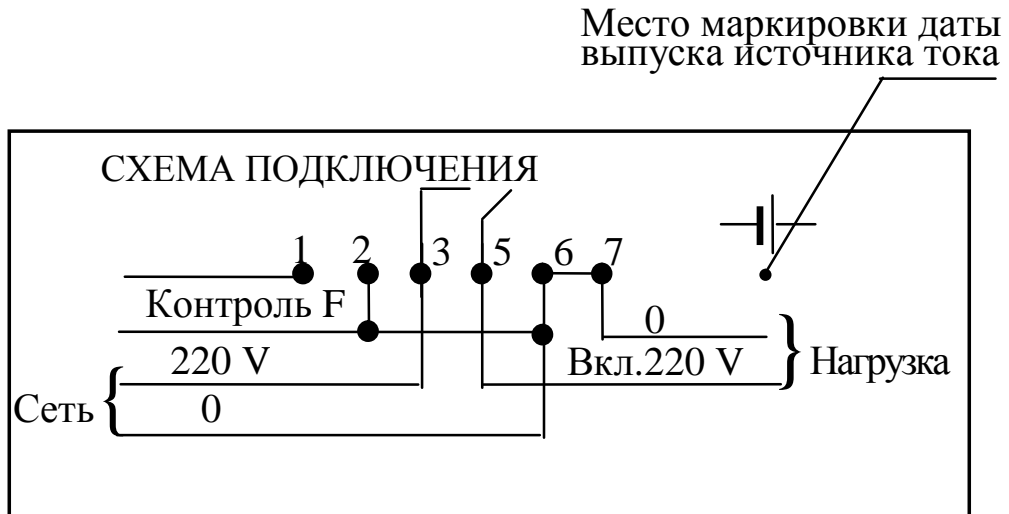 Место маркировки даты
выпуска источника тока
СХЕМА ПОДКЛЮЧЕНИЯ
1 2 3 5 6 7
Контроль F
0
220 V
Вкл.220 V
Нагрузка
Сеть
0